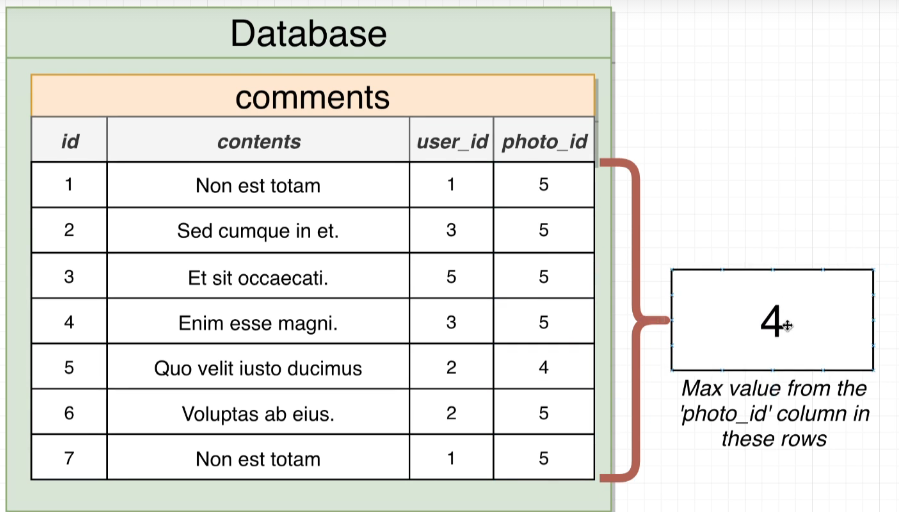 Database
comments
id contents user_id photo_id
1 Non est totam 1 5
2 Sed cumque in et. 3 5
3 Et sit occaecati. 5 5
4 Enim esse magni. 3 5
5 Quo velit iusto ducimus 2 4
6 Voluptas ab eius. 2 5
7 Non est totam 1 5
4
Max value from the
'photo_id' column in
these rows